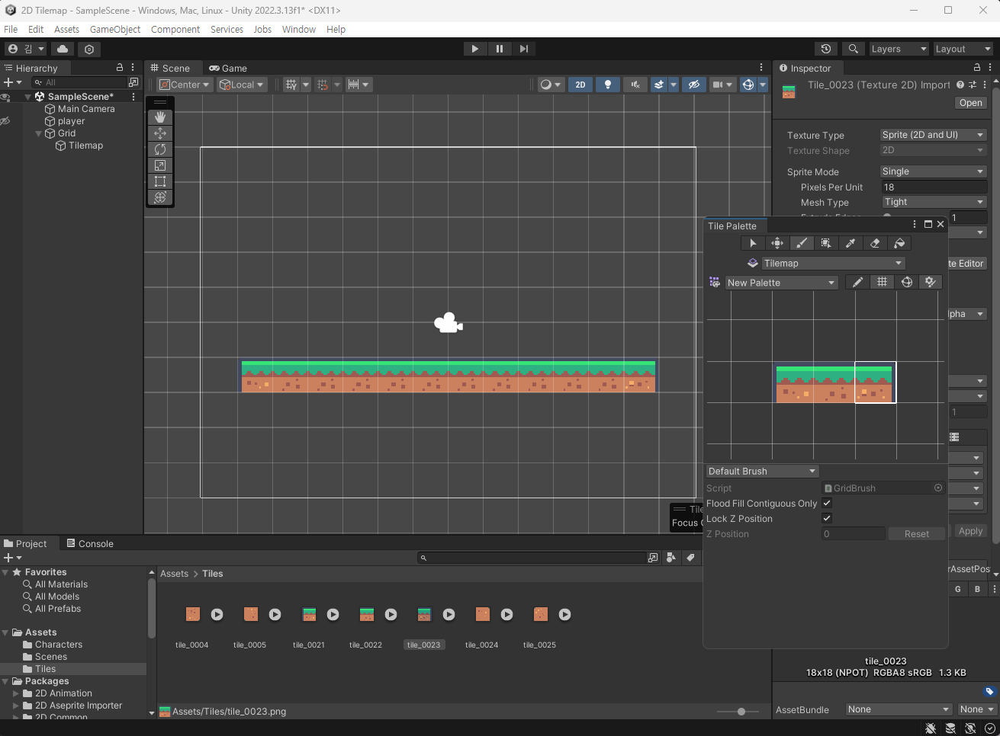 2D Tilemap - SampleScene - Windows, Mac, Linux - Unity 2022.3.13f1* <DX11>
File Edit Assets GameObject Component Services Jobs Window Help
김 Layers Layout
Hierarchy
All
SampleScene*
Main Camera
player
Grid
Tilemap
Scene Game
Center Local 2D
Inspector
Tile_0023 (Texture 2D) Import
Open
Texture Type Sprite (2D and UI)
Texture Shape 2D
Sprite Mode Single
Pixels Per Unit 18
Mesh Type Tight
1
te Editor
lpha
1
Apply
rAssetPos
G B
Tile Palette
Tilemap
New Palette
Default Brush
Script GridBrush
Flood Fill Contiguous Only
Lock Z Position
Z Position 0 Reset
Tile
Focus
Project Console
Favorites
All Materials
All Models
All Prefabs
Assets
Characters
Scenes
Tiles
Packages
2D Animation
2D Aseprite Importer
2D Common
Assets > Tiles
tile_0004 tile_0005 tile_0021 tile_0022 tile_0023 tile_0024 tile_0025
Assets/Tiles/tile_0023.png
tile_0023
18x18 (NPOT) RGBA8 sRGB 1.3 KB
AssetBundle None None